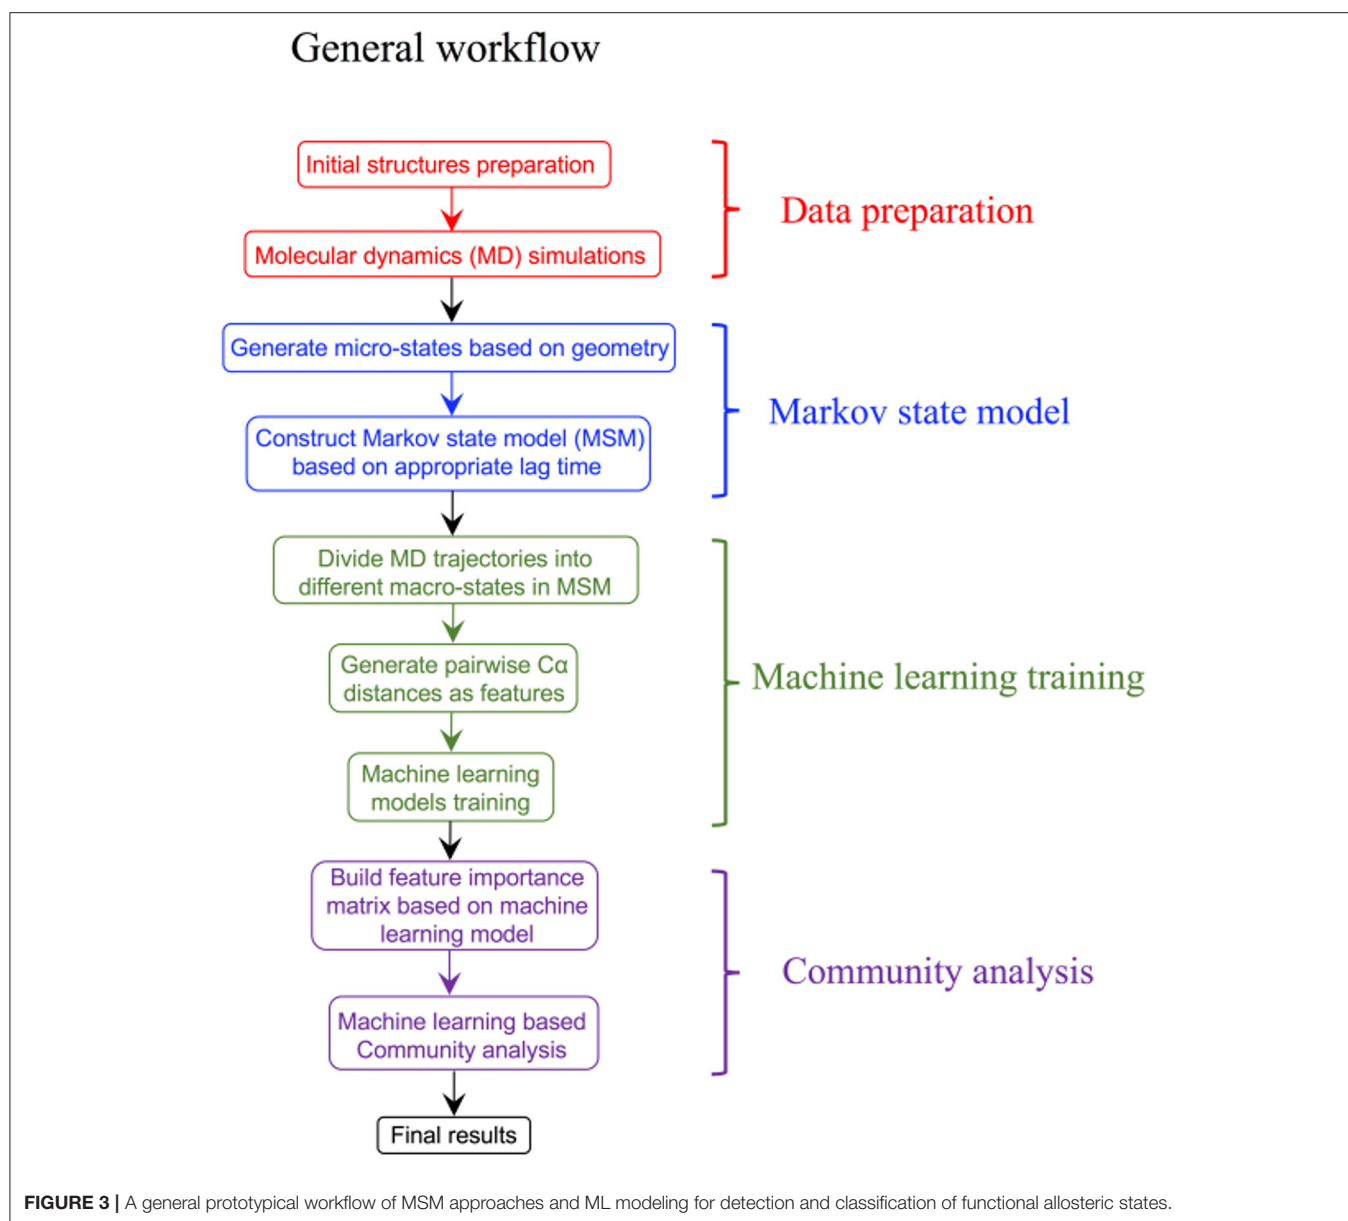 General workflow
Initial structures preparation
Data preparation
Molecular dynamics (MD) simulations
Generate micro-states based on geometry
Markov state model
Construct Markov state model (MSM)
based on appropriate lag time
Divide MD trajectories into
different macro-states in MSM
Generate pairwise Cα
distances as features
Machine learning training
Machine learning
models training
Build feature importance
matrix based on machine
learning model
Community analysis
Machine learning based
Community analysis
Final results
FIGURE 3 | A general prototypical workflow of MSM approaches and ML modeling for detection and classification of functional allosteric states.